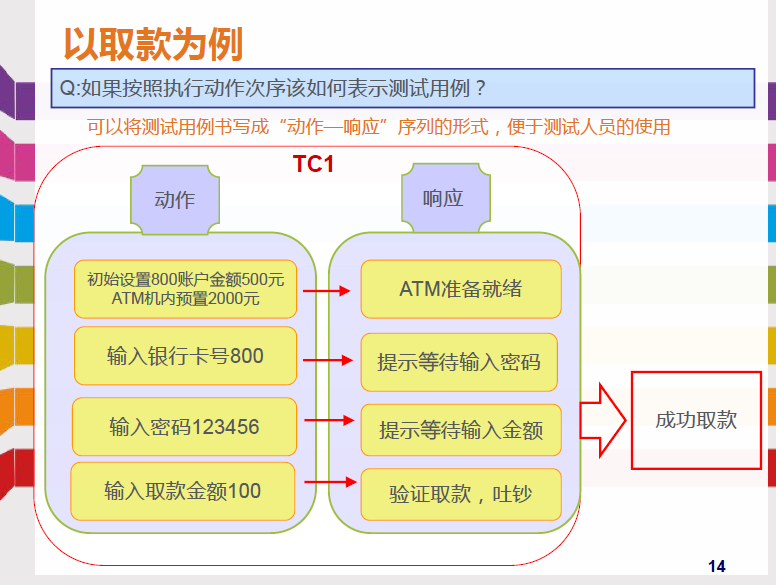 以取款为例
Q:如果按照执行动作次序该如何表示测试用例？
可以将测试用例书写成“动作—响应”序列的形式，便于测试人员的使用
TC1
动作
响应
初始设置800账户金额500元
ATM机内预置2000元
ATM准备就绪
输入银行卡号800
提示等待输入密码
输入密码123456
提示等待输入金额
输入取款金额100
验证取款，吐钞
成功取款
14